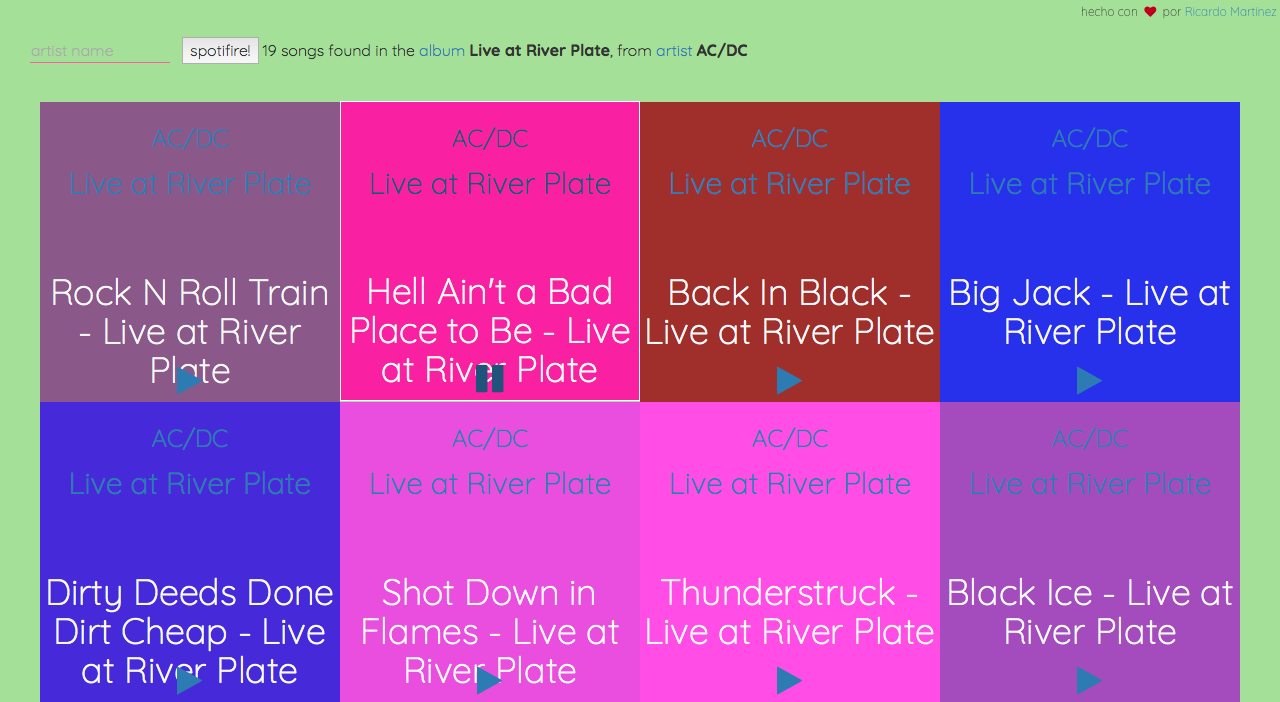 hecho con ❤ por Ricardo Martinez
artist name spotifire! 19 songs found in the album Live at River Plate, from artist AC/DC
AC/DC
Live at River Plate
Rock N Roll Train
- Live at River
Plate
AC/DC
Live at River Plate
Hell Ain't a Bad
Place to Be - Live
at River Plate
AC/DC
Live at River Plate
Back In Black -
Live at River Plate
AC/DC
Live at River Plate
Big Jack - Live at
River Plate
AC/DC
Live at River Plate
Dirty Deeds Done
Dirt Cheap - Live
at River Plate
AC/DC
Live at River Plate
Shot Down in
Flames - Live at
River Plate
AC/DC
Live at River Plate
Thunderstruck -
Live at River Plate
AC/DC
Live at River Plate
Black Ice - Live at
River Plate